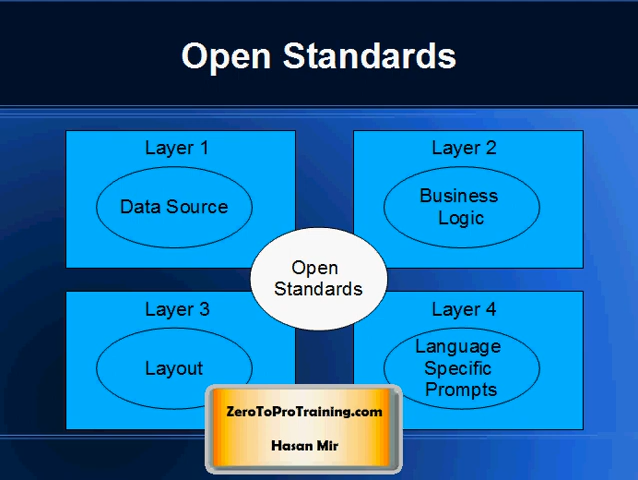 Open Standards
Layer 1
Data Source
Layer 2
Business
Logic
Open
Standards
Layer 3
Layout
Layer 4
Language
Specific
Prompts
ZeroToProTraining.com
Hasan Mir